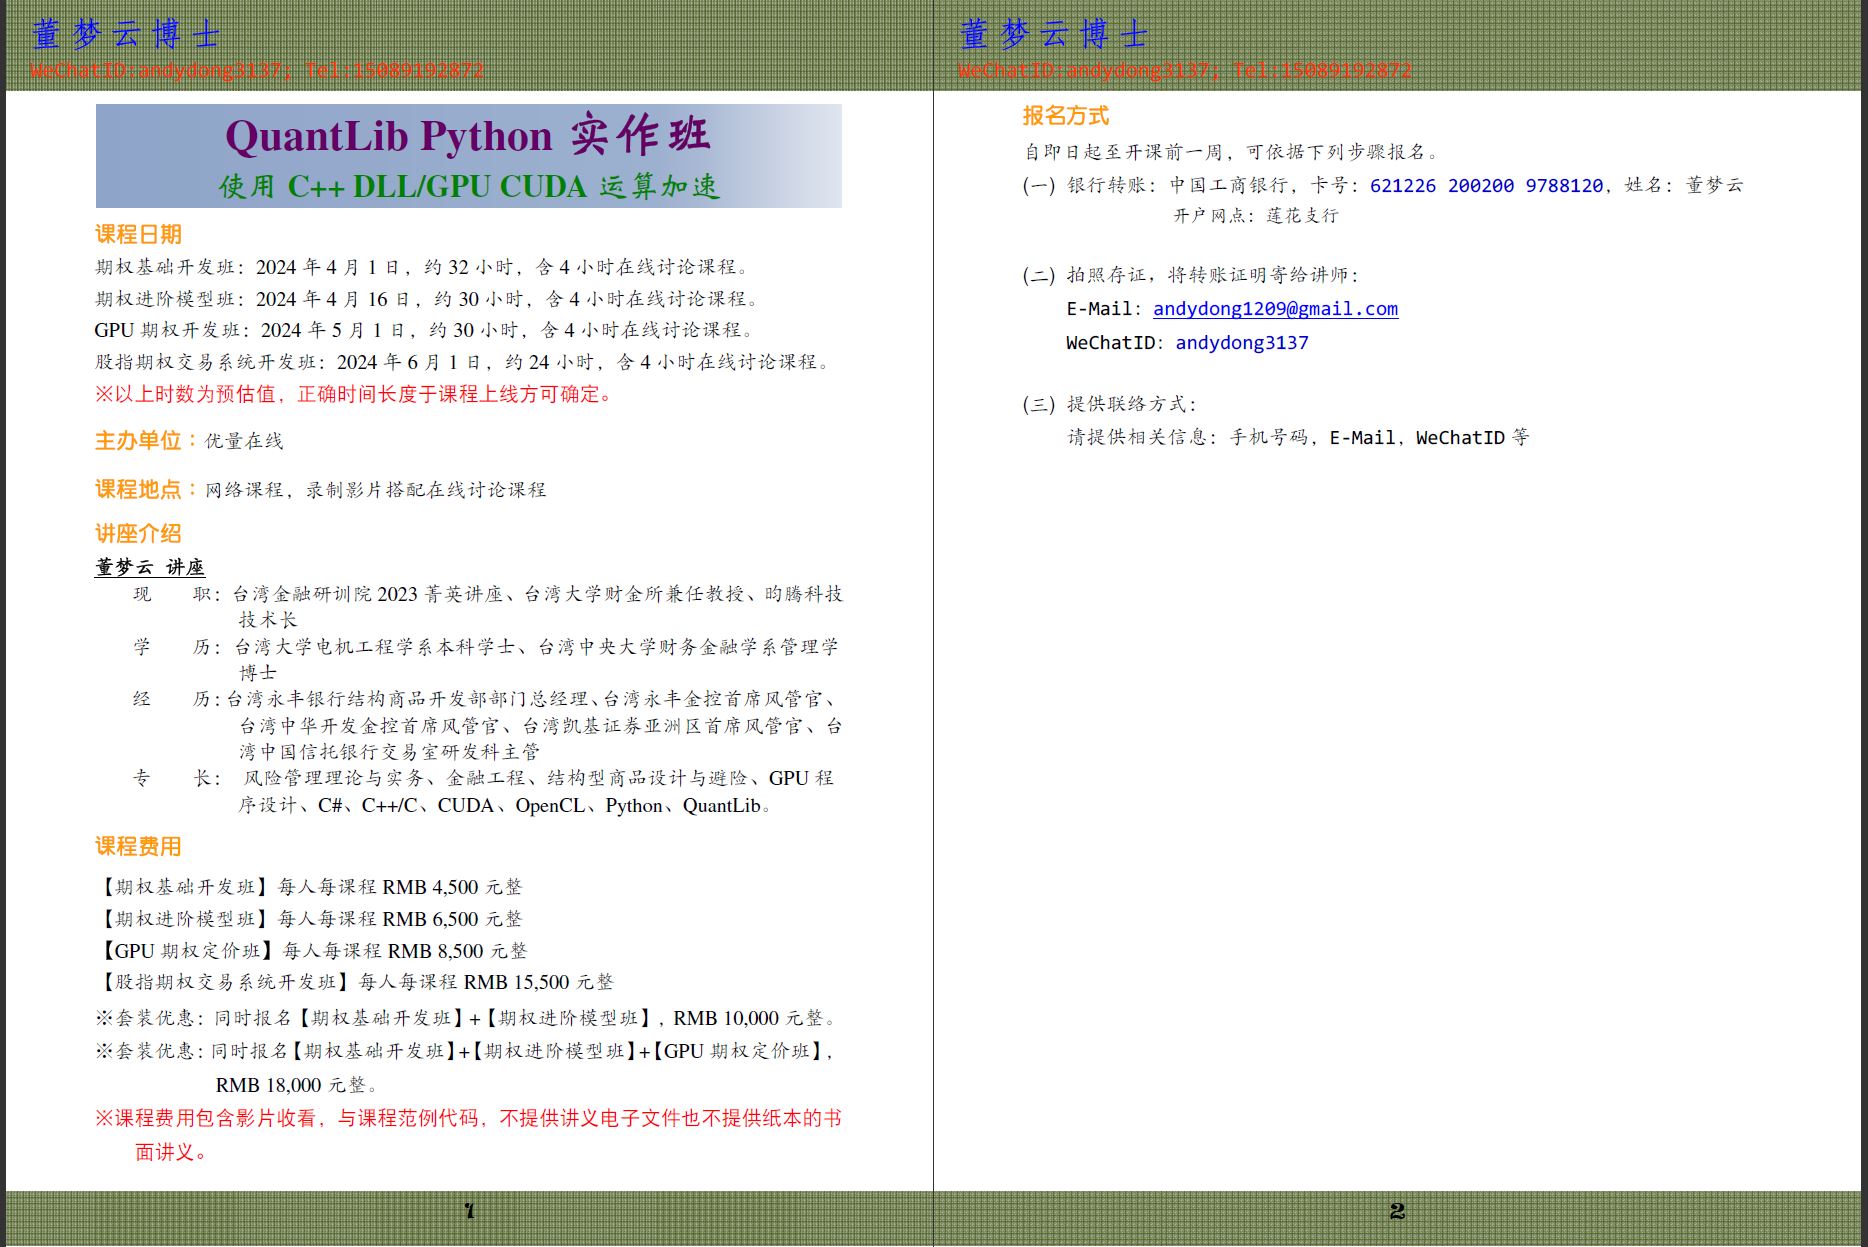 董梦云博士
WeChatID:andydong3137; Tel:15089192872
QuantLib Python 实作班
使用 C++ DLL/GPU CUDA 运算加速
课程日期
期权基础开发班：2024 年 4 月 1 日，约 32 小时，含 4 小时在线讨论课程。
期权进阶模型班：2024 年 4 月 16 日，约 30 小时，含 4 小时在线讨论课程。
GPU 期权开发班：2024 年 5 月 1 日，约 30 小时，含 4 小时在线讨论课程。
股指期权交易系统开发班：2024 年 6 月 1 日，约 24 小时，含 4 小时在线讨论课程。
※以上时数为预估值，正确时间长度于课程上线方可确定。
主办单位：优量在线
课程地点：网络课程，录制影片搭配在线讨论课程
讲座介绍
董梦云 讲座
现 职：台湾金融研训院 2023 菁英讲座、台湾大学财金所兼任教授、昀腾科技
技术长
学 历：台湾大学电机工程学系本科学士、台湾中央大学财务金融学系管理学
博士
经 历：台湾永丰银行结构商品开发部部门总经理、台湾永丰金控首席风管官、
台湾中华开发金控首席风管官、台湾凯基证券亚洲区首席风管官、台
湾中国信托银行交易室研发科主管
专 长： 风险管理理论与实务、金融工程、结构型商品设计与避险、GPU 程
序设计、C#、C++/C、CUDA、OpenCL、Python、QuantLib。
课程费用
【期权基础开发班】每人每课程 RMB 4,500 元整
【期权进阶模型班】每人每课程 RMB 6,500 元整
【GPU 期权定价班】每人每课程 RMB 8,500 元整
【股指期权交易系统开发班】每人每课程 RMB 15,500 元整
※套装优惠：同时报名【期权基础开发班】+【期权进阶模型班】，RMB 10,000 元整。
※套装优惠：同时报名【期权基础开发班】+【期权进阶模型班】+【GPU 期权定价班】，
RMB 18,000 元整。
※课程费用包含影片收看，与课程范例代码，不提供讲义电子文件也不提供纸本的书
面讲义。
1
董梦云博士
WeChatID:andydong3137; Tel:15089192872
报名方式
自即日起至开课前一周，可依据下列步骤报名。
(一) 银行转账：中国工商银行，卡号：621226 200200 9788120，姓名：董梦云
开户网点：莲花支行
(二) 拍照存证，将转账证明寄给讲师：
E-Mail：andydong1209@gmail.com
WeChatID：andydong3137
(三) 提供联络方式：
请提供相关信息：手机号码，E-Mail，WeChatID 等
2